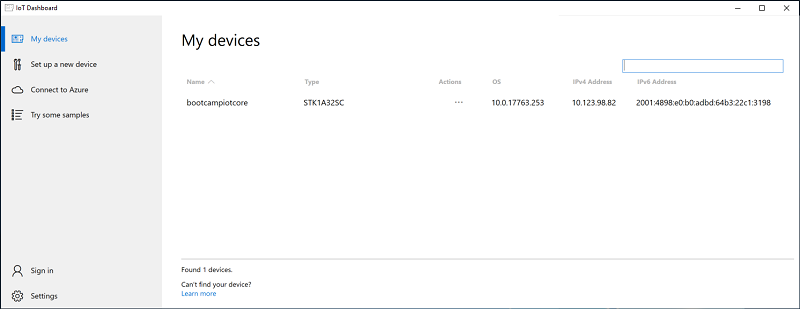 IoT Dashboard
My devices
Set up a new device
Connect to Azure
Try some samples
Sign in
Settings
My devices
Name Type Actions OS IPv4 Address IPv6 Address
bootcampiotcore STK1A32SC ... 10.0.17763.253 10.123.98.82 2001:4898:e0:b0:adbd:64b3:22c1:3198
Found 1 devices.
Can't find your device?
Learn more